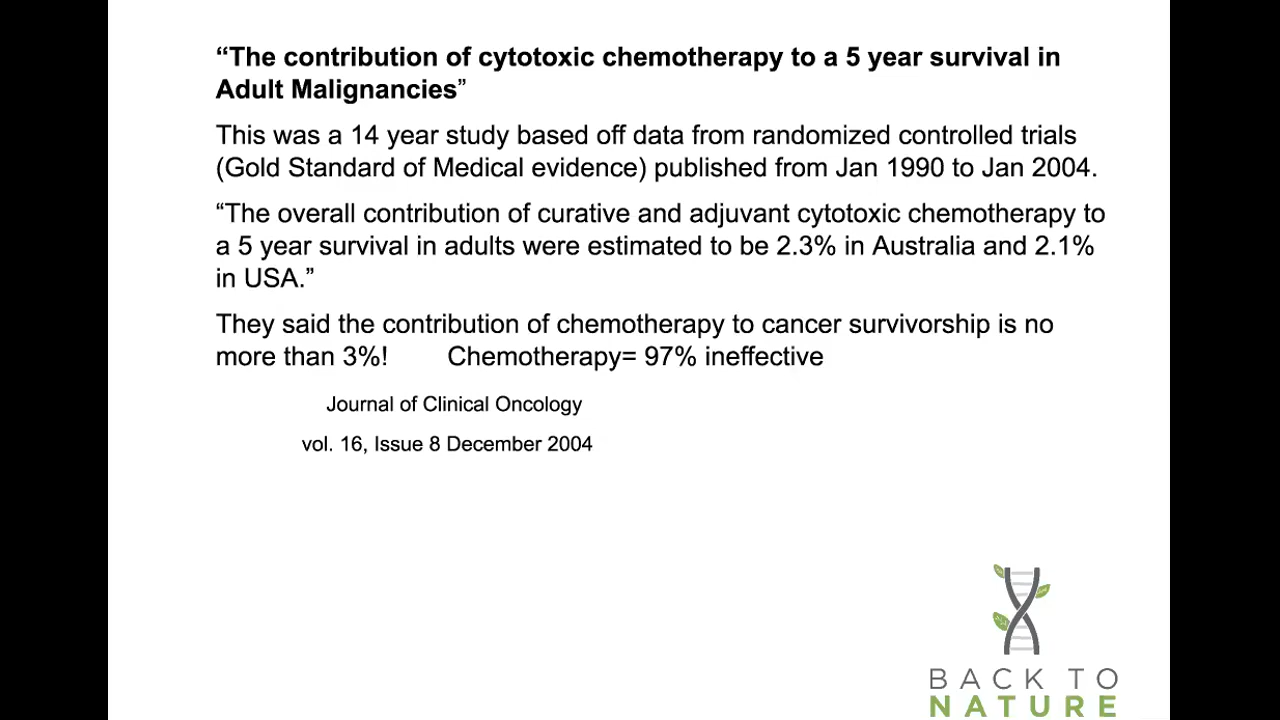 “The contribution of cytotoxic chemotherapy to a 5 year survival in
Adult Malignancies”
This was a 14 year study based off data from randomized controlled trials
(Gold Standard of Medical evidence) published from Jan 1990 to Jan 2004.
“The overall contribution of curative and adjuvant cytotoxic chemotherapy to
a 5 year survival in adults were estimated to be 2.3% in Australia and 2.1%
in USA.”
They said the contribution of chemotherapy to cancer survivorship is no
more than 3%! Chemotherapy= 97% ineffective
Journal of Clinical Oncology
vol. 16, Issue 8 December 2004
BACK TO
NATURE